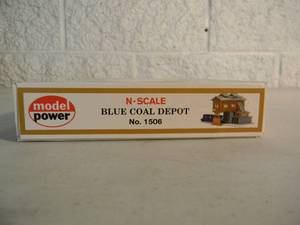 model
power
N-SCALE
BLUE COAL DEPOT
No. 1506